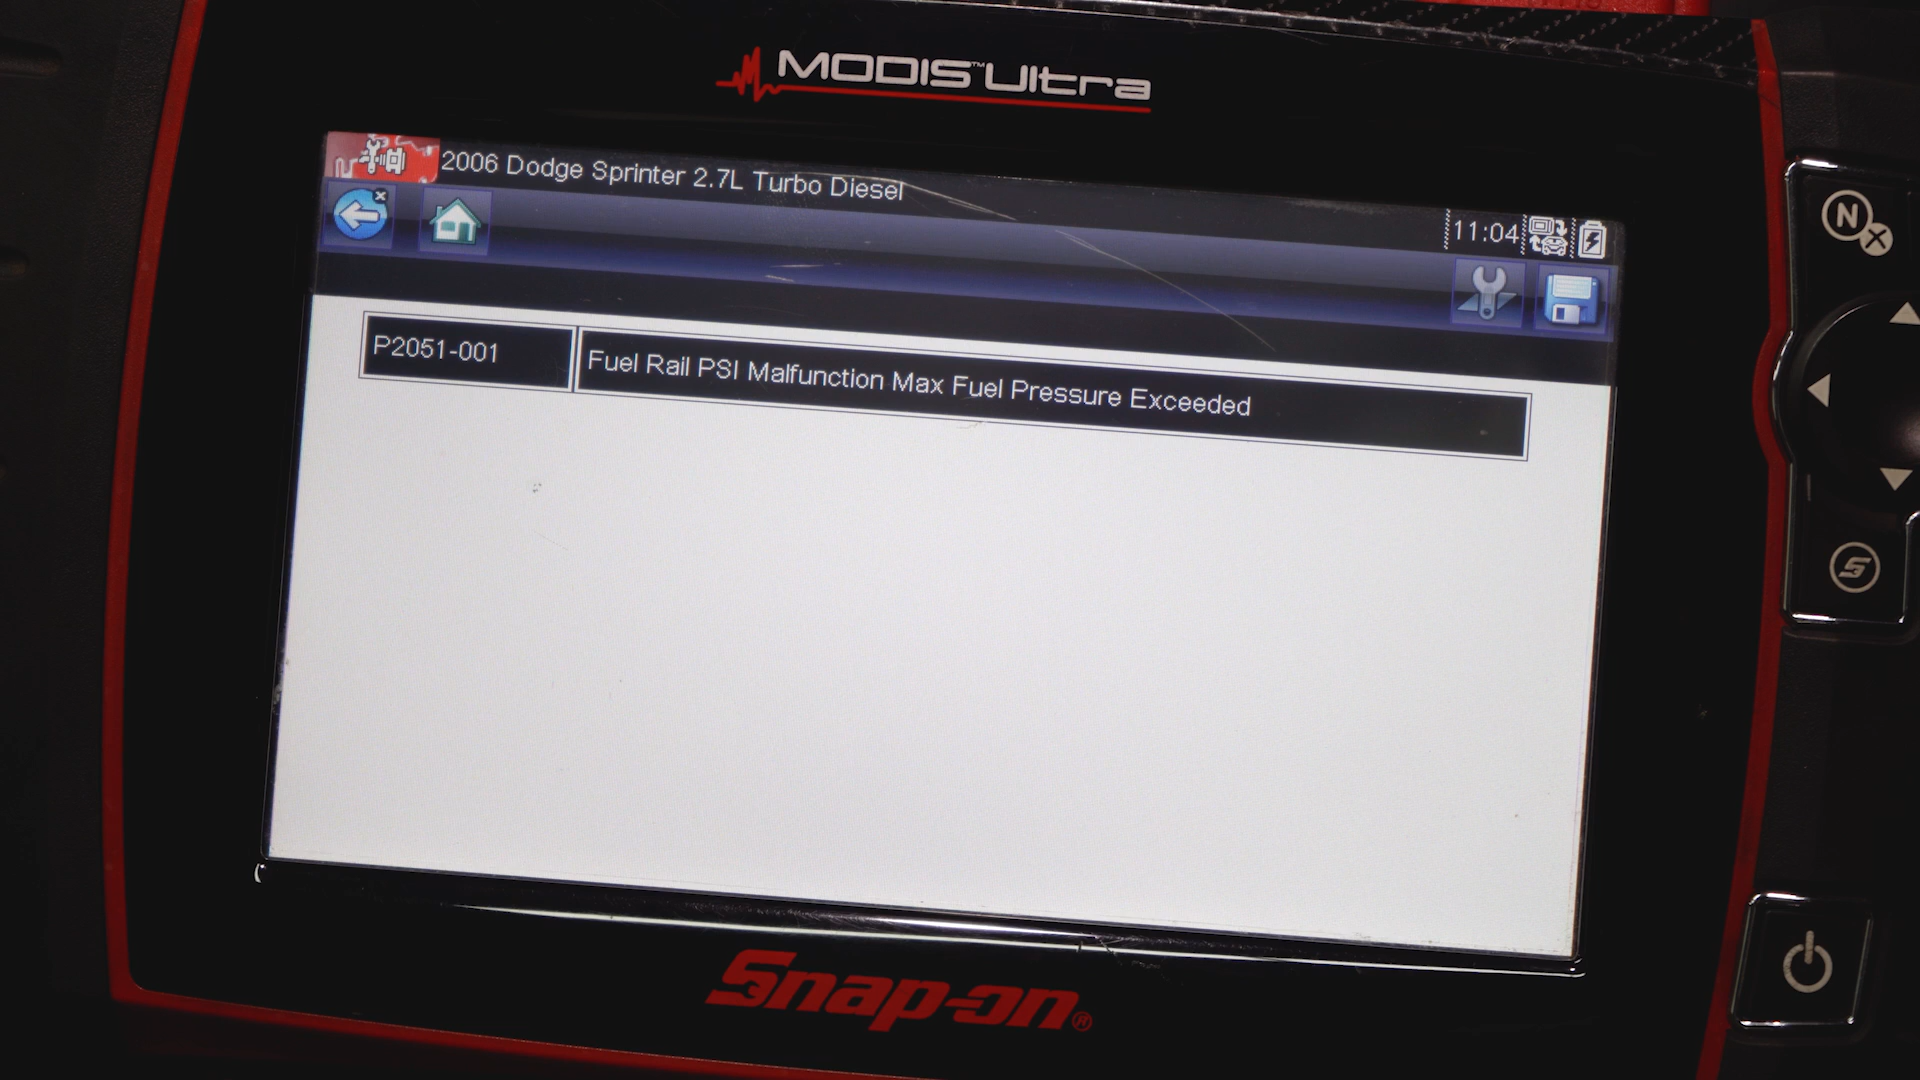 MODIS™ Ultra
2006 Dodge Sprinter 2.7L Turbo Diesel
11:04
P2051-001
Fuel Rail PSI Malfunction Max Fuel Pressure Exceeded
N
S
Snap-on®